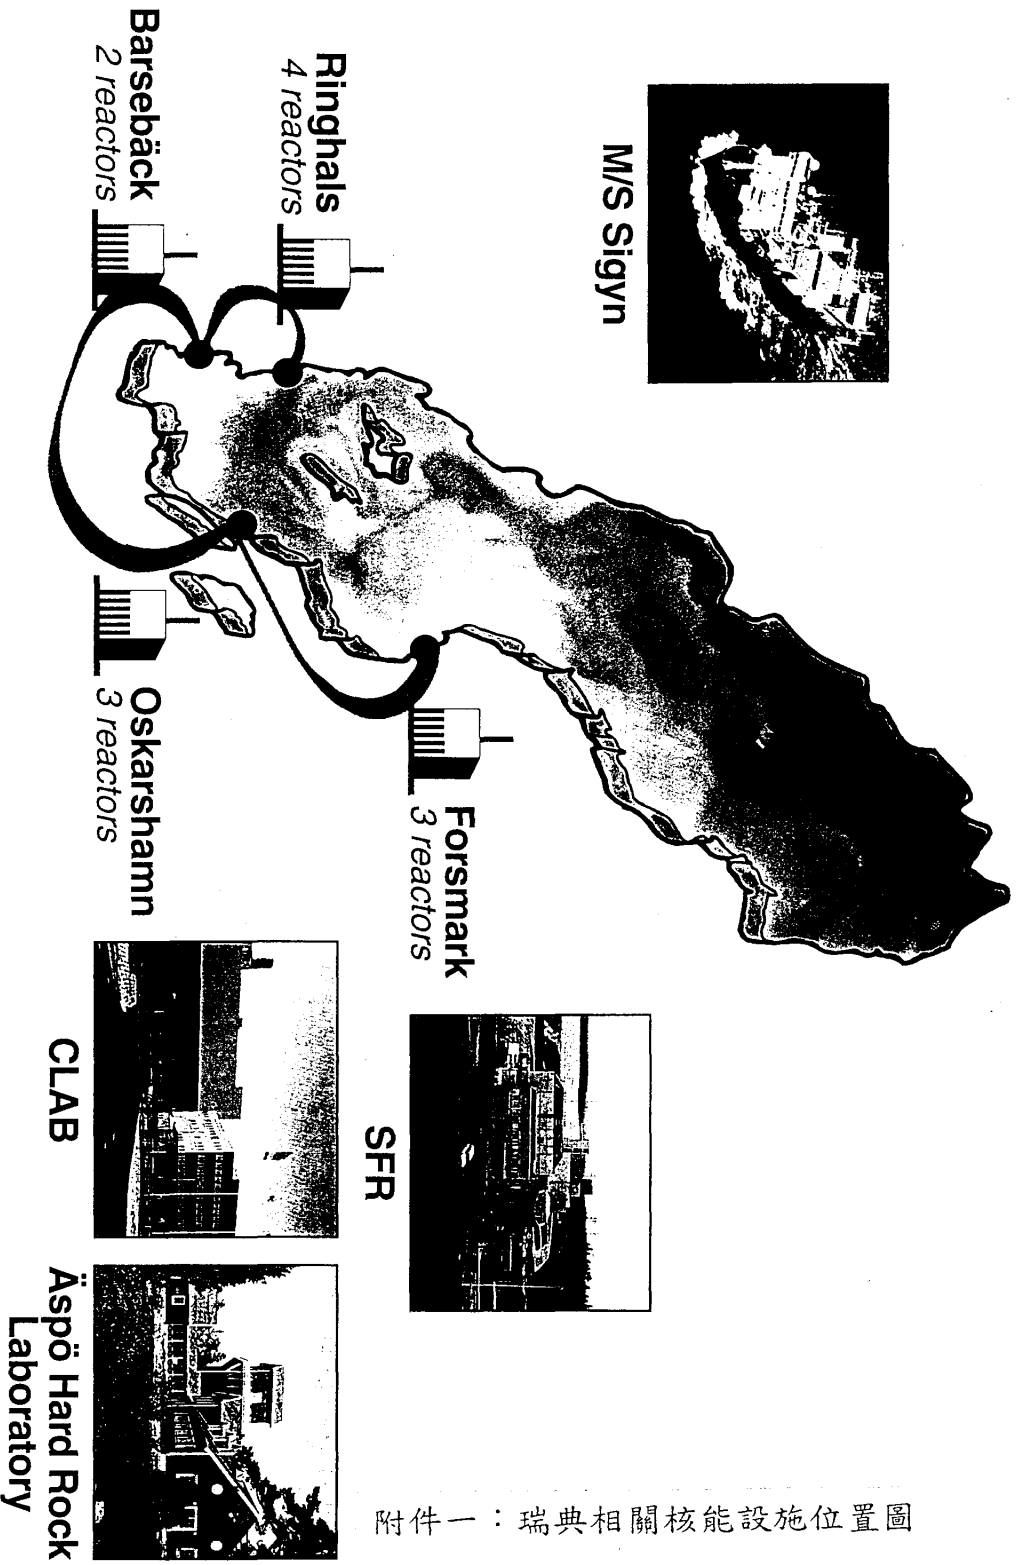 M/S Sigyn
Ringhals
4 reactors
Barsebäck
2 reactors
Forsmark
3 reactors
Oskarshamn
3 reactors
SFR
CLAB
Äspö Hard Rock
Laboratory
附件一：瑞典相關核能設施位置圖